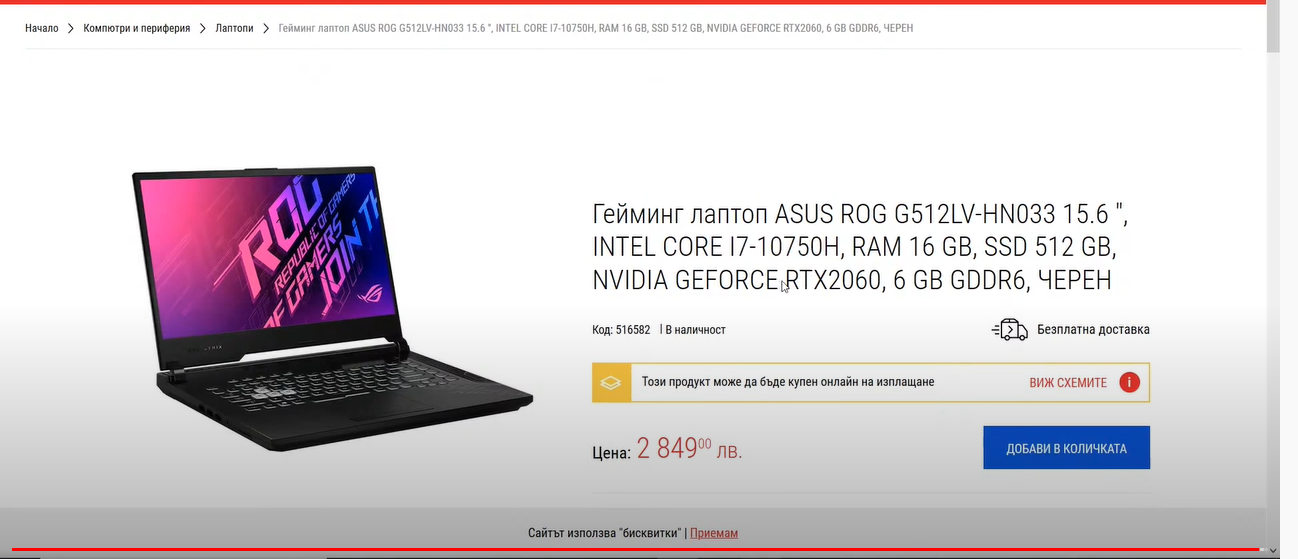 Начало > Компютри и периферия > Лаптопи > Гейминг лаптоп ASUS ROG G512LV-HN033 15.6 ", INTEL CORE I7-10750H, RAM 16 GB, SSD 512 GB, NVIDIA GEFORCE RTX2060, 6 GB GDDR6, ЧЕРЕН
ROG
REPUBLIC OF GAMERS
OF GAMERS
JOIN TH
Гейминг лаптоп ASUS ROG G512LV-HN033 15.6 ",
INTEL CORE I7-10750H, RAM 16 GB, SSD 512 GB,
NVIDIA GEFORCE RTX2060, 6 GB GDDR6, ЧЕРЕН
Код: 516582 | В наличност
Безплатна доставка
Този продукт може да бъде купен онлайн на изплащане
ВИЖ СХЕМИТЕ i
Цена: 2 84900 лв.
ДОБАВИ В КОЛИЧКАТА
Сайтът използва "бисквитки" | Приемам